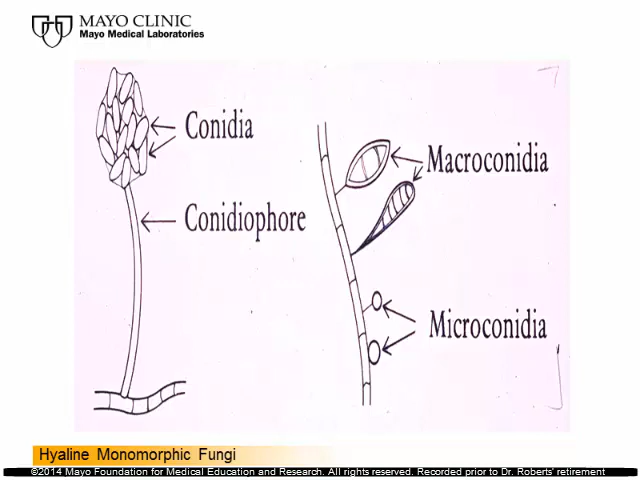 MAYO CLINIC
Mayo Medical Laboratories
Conidia
Conidiophore
Macroconidia
Microconidia
Hyaline Monomorphic Fungi
©2014 Mayo Foundation for Medical Education and Research. All rights reserved. Recorded prior to Dr. Roberts' retirement